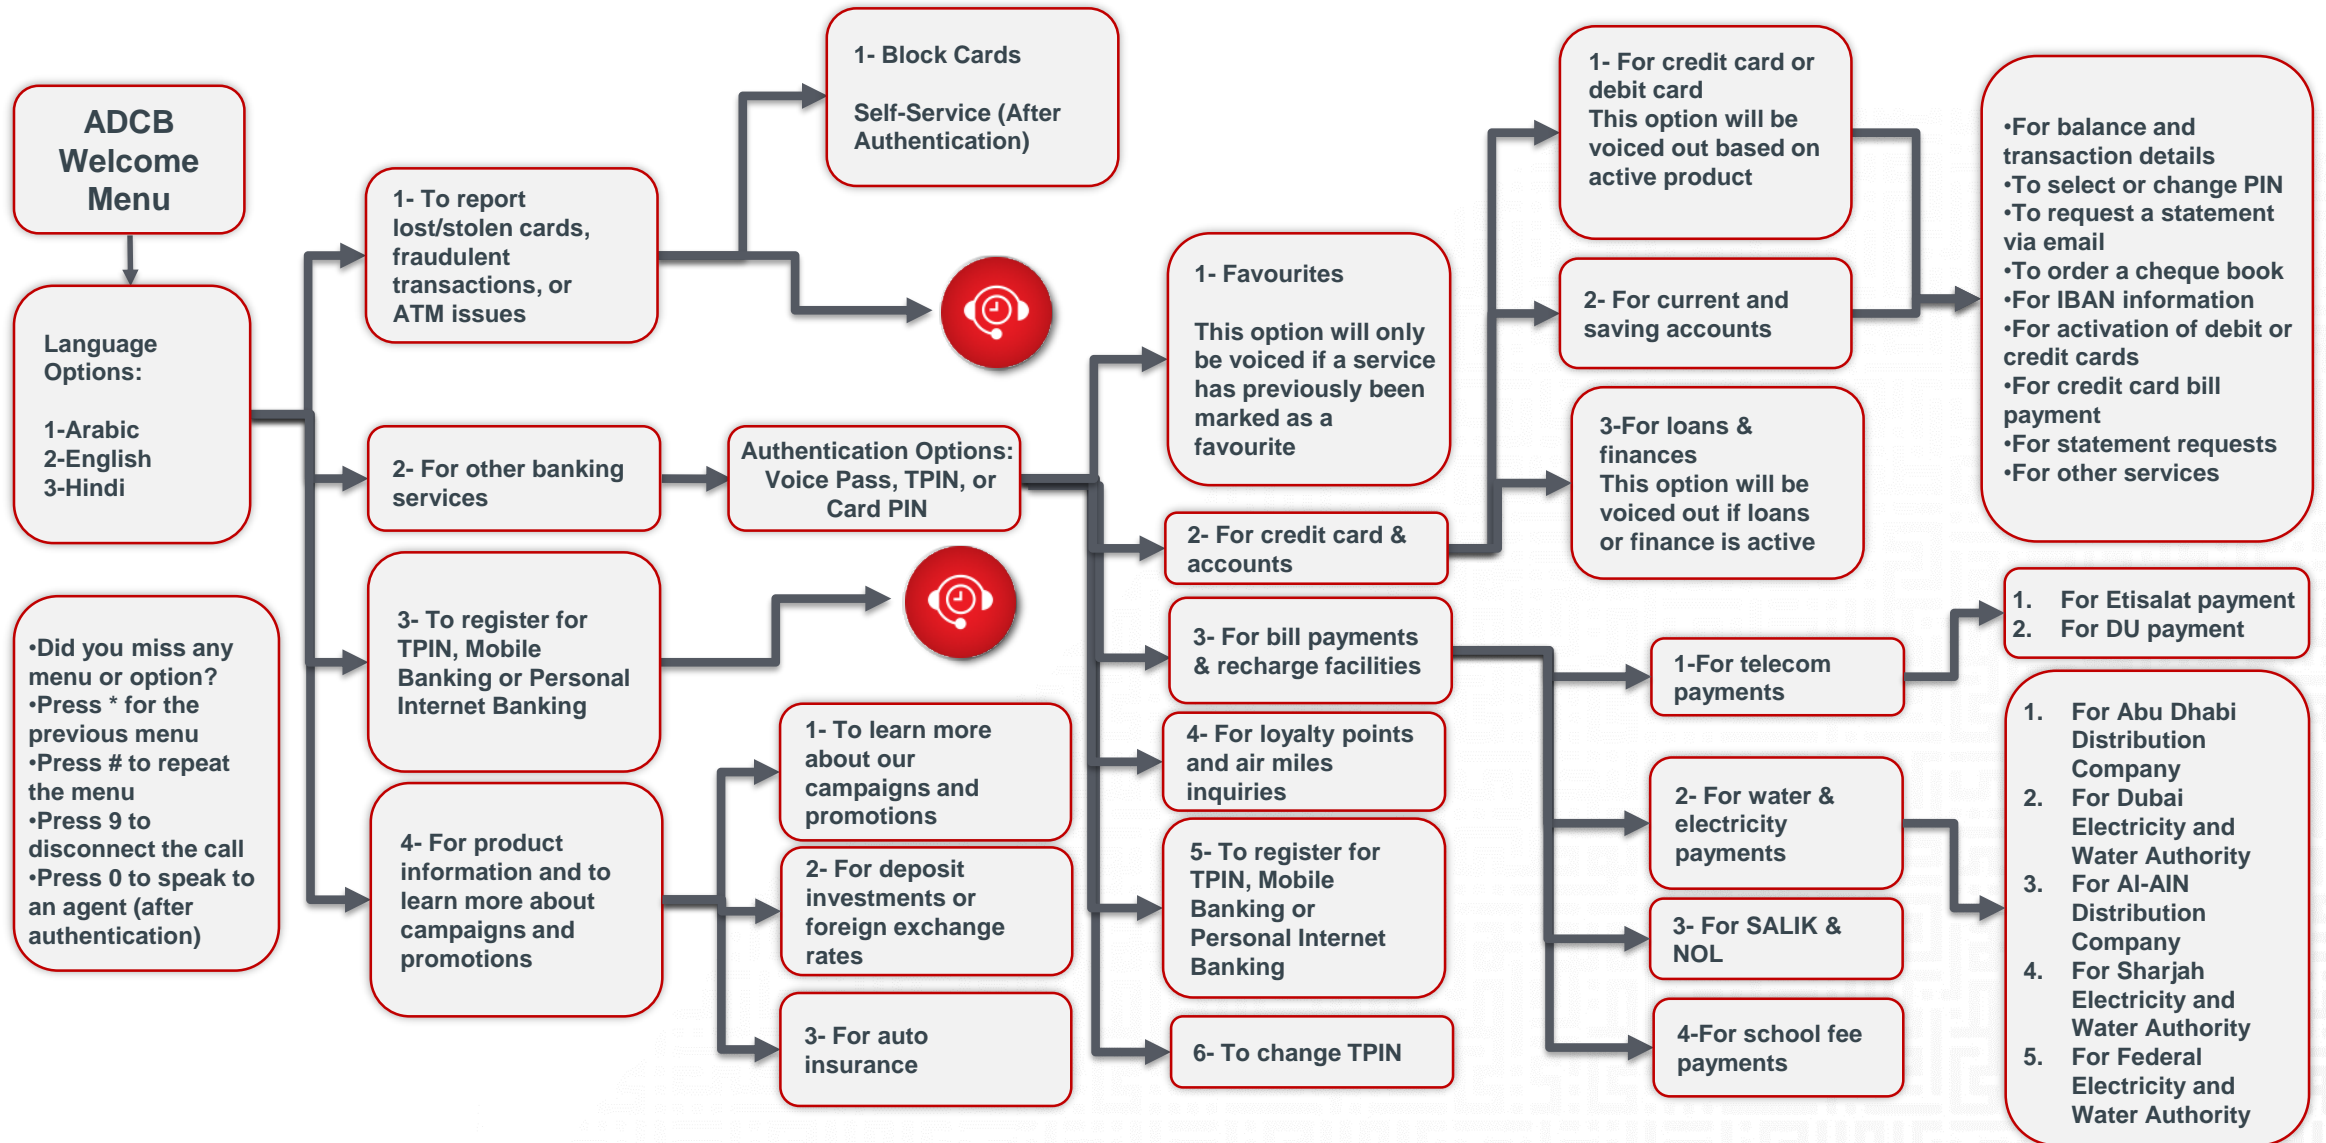 ADCB
Welcome
Menu
Language
Options:
1-Arabic
2-English
3-Hindi
•Did you miss any
menu or option?
•Press * for the
previous menu
•Press # to repeat
the menu
•Press 9 to
disconnect the call
•Press 0 to speak to
an agent (after
authentication)
1- To report
lost/stolen cards,
fraudulent
transactions, or
ATM issues
2- For other banking
services
3- To register for
TPIN, Mobile
Banking or Personal
Internet Banking
4- For product
information and to
learn more about
campaigns and
promotions
1- Block Cards
Self-Service (After
Authentication)
Authentication Options:
Voice Pass, TPIN, or
Card PIN
1- To learn more
about our
campaigns and
promotions
2- For deposit
investments or
foreign exchange
rates
3- For auto
insurance
1- Favourites
This option will only
be voiced if a service
has previously been
marked as a
favourite
2- For credit card &
accounts
3- For bill payments
& recharge facilities
4- For loyalty points
and air miles
inquiries
5- To register for
TPIN, Mobile
Banking or
Personal Internet
Banking
6- To change TPIN
1- For credit card or
debit card
This option will be
voiced out based on
active product
2- For current and
saving accounts
3-For loans &
finances
This option will be
voiced out if loans
or finance is active
1-For telecom
payments
2- For water &
electricity
payments
3- For SALIK &
NOL
4-For school fee
payments
•For balance and
transaction details
•To select or change PIN
•To request a statement
via email
•To order a cheque book
•For IBAN information
•For activation of debit or
credit cards
•For credit card bill
payment
•For statement requests
•For other services
1. For Etisalat payment
2. For DU payment
1. For Abu Dhabi
Distribution
Company
2. For Dubai
Electricity and
Water Authority
3. For Al-AIN
Distribution
Company
4. For Sharjah
Electricity and
Water Authority
5. For Federal
Electricity and
Water Authority